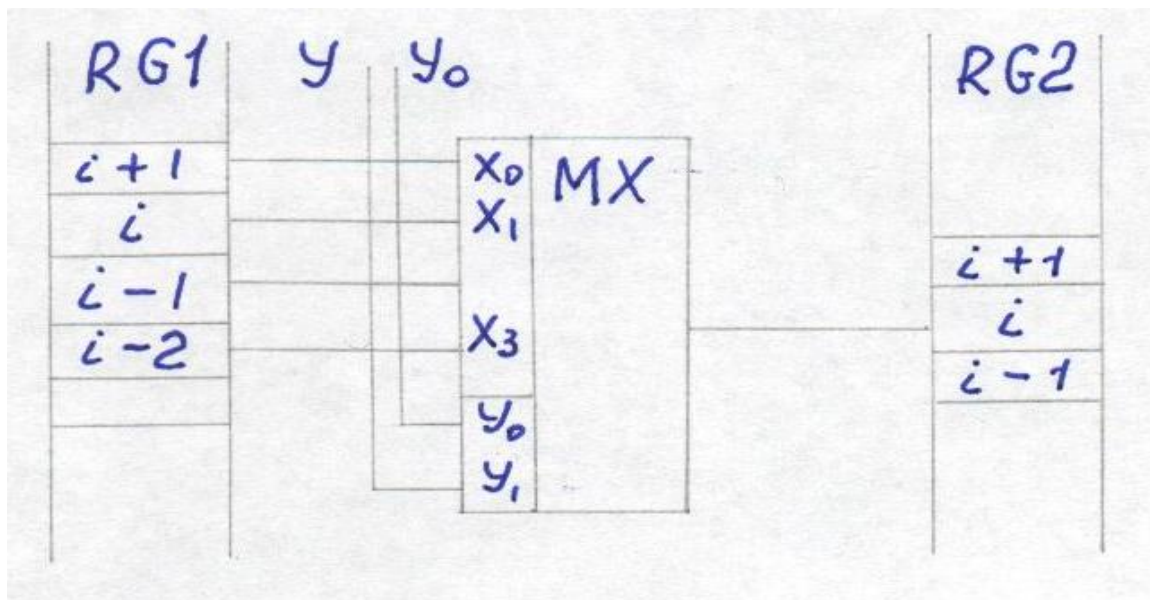 RG1 y y₀ RG2
i+1 x₀ MX
i x₁
i+1
i-1
i
i-2 x₃
i-1
y₀
y₁